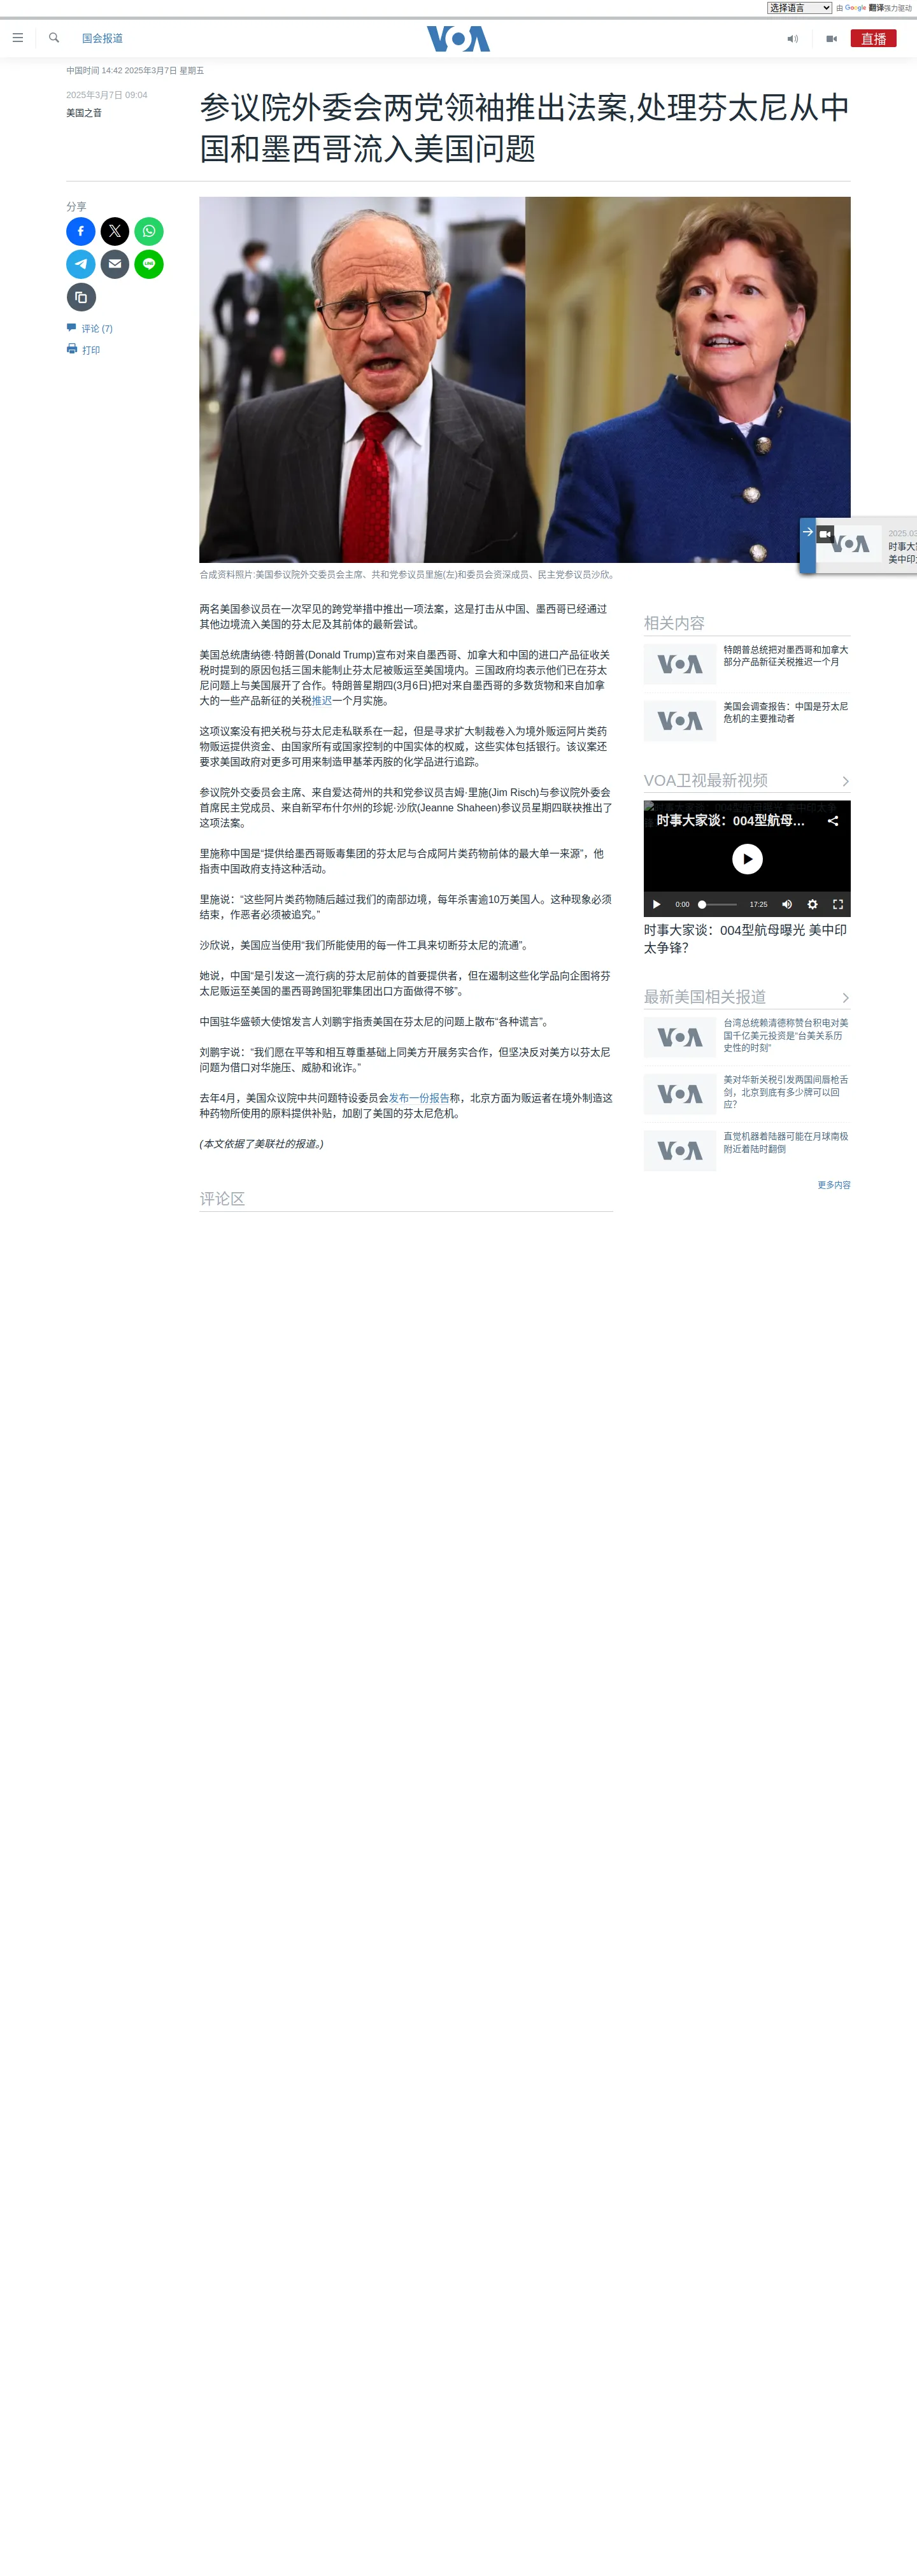 选择语言 由 Google 翻译强力驱动
国会报道
VOA
直播
中国时间 14:42 2025年3月7日 星期五
2025年3月7日 09:04
美国之音
参议院外委会两党领袖推出法案,处理芬太尼从中
国和墨西哥流入美国问题
分享
LINE
评论 (7)
打印
合成资料照片:美国参议院外交委员会主席、共和党参议员里施(左)和委员会资深成员、民主党参议员沙欣。
VOA
2025.03
时事大家
美中印太
两名美国参议员在一次罕见的跨党举措中推出一项法案，这是打击从中国、墨西哥已经通过
其他边境流入美国的芬太尼及其前体的最新尝试。
美国总统唐纳德·特朗普(Donald Trump)宣布对来自墨西哥、加拿大和中国的进口产品征收关
税时提到的原因包括三国未能制止芬太尼被贩运至美国境内。三国政府均表示他们已在芬太
尼问题上与美国展开了合作。特朗普星期四(3月6日)把对来自墨西哥的多数货物和来自加拿
大的一些产品新征的关税推迟一个月实施。
这项议案没有把关税与芬太尼走私联系在一起，但是寻求扩大制裁卷入为境外贩运阿片类药
物贩运提供资金、由国家所有或国家控制的中国实体的权威，这些实体包括银行。该议案还
要求美国政府对更多可用来制造甲基苯丙胺的化学品进行追踪。
参议院外交委员会主席、来自爱达荷州的共和党参议员吉姆·里施(Jim Risch)与参议院外委会
首席民主党成员、来自新罕布什尔州的珍妮·沙欣(Jeanne Shaheen)参议员星期四联袂推出了
这项法案。
里施称中国是“提供给墨西哥贩毒集团的芬太尼与合成阿片类药物前体的最大单一来源”，他
指责中国政府支持这种活动。
里施说：“这些阿片类药物随后越过我们的南部边境，每年杀害逾10万美国人。这种现象必须
结束，作恶者必须被追究。”
沙欣说，美国应当使用“我们所能使用的每一件工具来切断芬太尼的流通”。
她说，中国“是引发这一流行病的芬太尼前体的首要提供者，但在遏制这些化学品向企图将芬
太尼贩运至美国的墨西哥跨国犯罪集团出口方面做得不够”。
中国驻华盛顿大使馆发言人刘鹏宇指责美国在芬太尼的问题上散布“各种谎言”。
刘鹏宇说：“我们愿在平等和相互尊重基础上同美方开展务实合作，但坚决反对美方以芬太尼
问题为借口对华施压、威胁和讹诈。”
去年4月，美国众议院中共问题特设委员会发布一份报告称，北京方面为贩运者在境外制造这
种药物所使用的原料提供补贴，加剧了美国的芬太尼危机。
(本文依据了美联社的报道。)
评论区
相关内容
VOA
特朗普总统把对墨西哥和加拿大
部分产品新征关税推迟一个月
VOA
美国会调查报告：中国是芬太尼
危机的主要推动者
VOA卫视最新视频
时事大家谈：004型航母…
0:00
17:25
时事大家谈：004型航母曝光 美中印
太争锋？
最新美国相关报道
VOA
台湾总统赖清德称赞台积电对美
国千亿美元投资是“台美关系历
史性的时刻”
VOA
美对华新关税引发两国间唇枪舌
剑，北京到底有多少牌可以回
应？
VOA
直觉机器着陆器可能在月球南极
附近着陆时翻倒
更多内容